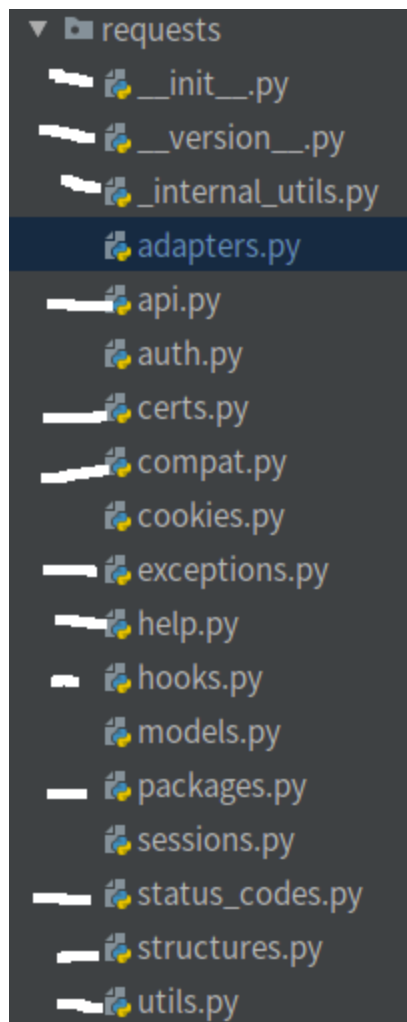 requests
__init__.py
__version__.py
_internal_utils.py
adapters.py
api.py
auth.py
certs.py
compat.py
cookies.py
exceptions.py
help.py
hooks.py
models.py
packages.py
sessions.py
status_codes.py
structures.py
utils.py